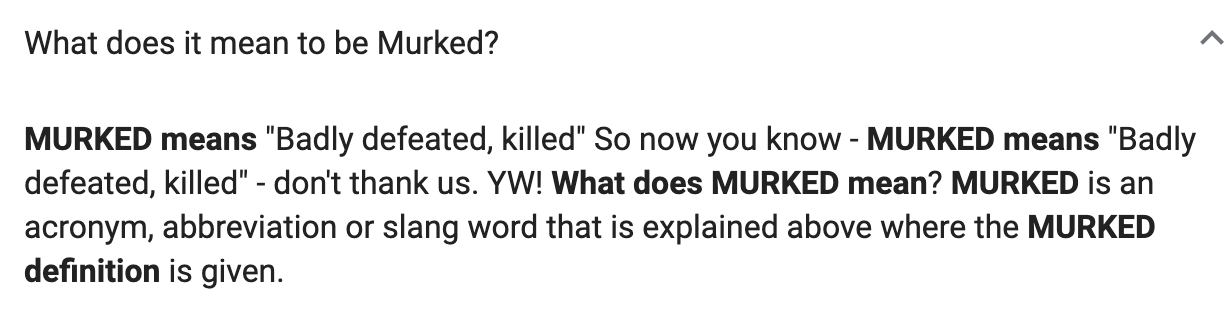 What does it mean to be Murked?
MURKED means "Badly defeated, killed" So now you know - MURKED means "Badly
defeated, killed" - don't thank us. YW! What does MURKED mean? MURKED is an
acronym, abbreviation or slang word that is explained above where the MURKED
definition is given.